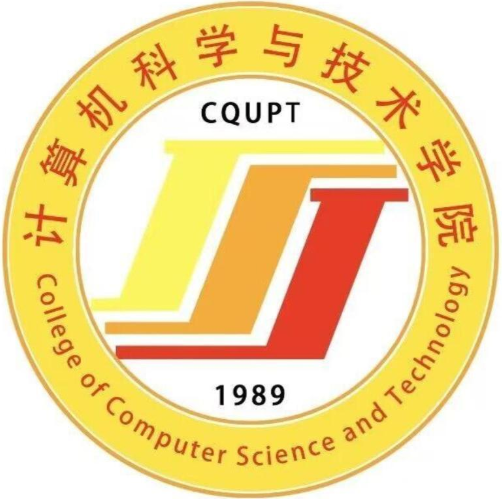 计算机科学与技术学院
CQUPT
1989
College of Computer Science and Technology